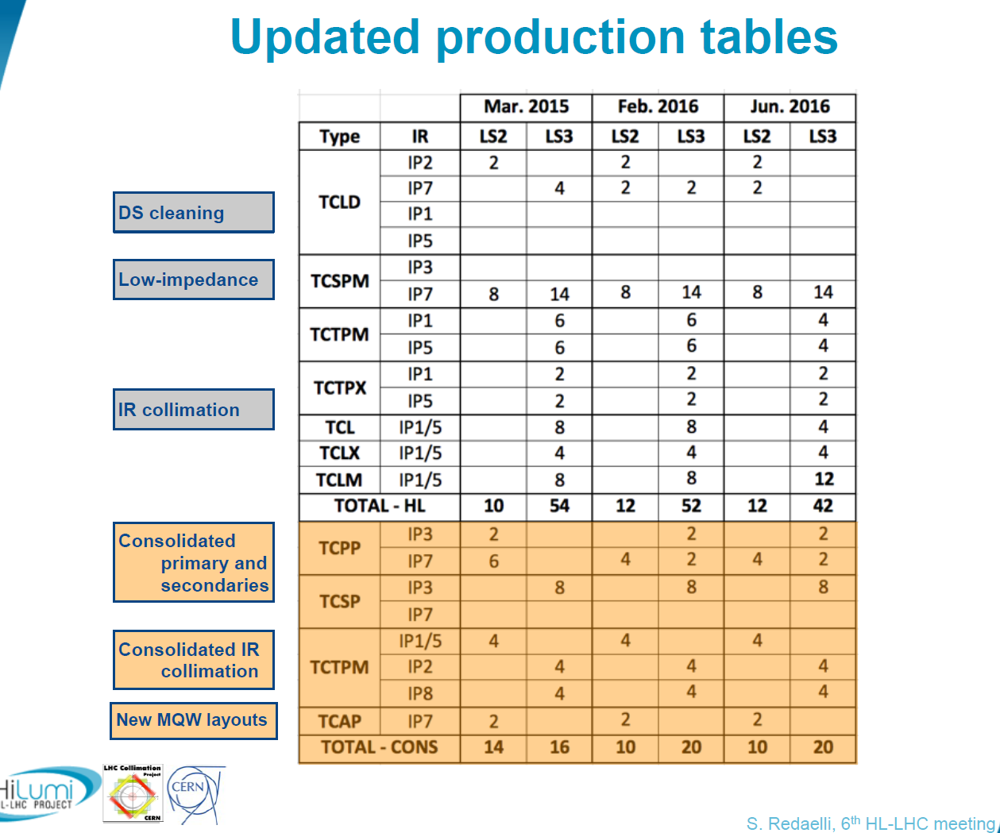 Updated production tables
Mar. 2015 Feb. 2016 Jun. 2016
Type IR LS2 LS3 LS2 LS3 LS2 LS3
TCLD IP2 2 2 2
IP7 4 2 2 2
IP1
IP5
TCSPM IP3
IP7 8 14 8 14 8 14
TCTPM IP1 6 6 4
IP5 6 6 4
TCTPX IP1 2 2 2
IP5 2 2 2
TCL IP1/5 8 8 4
TCLX IP1/5 4 4 4
TCLM IP1/5 8 8 12
TOTAL - HL 10 54 12 52 12 42
TCPP IP3 2 2 2
IP7 6 4 2 4 2
TCSP IP3 8 8 8
IP7
TCTPM IP1/5 4 4 4
IP2 4 4 4
IP8 4 4 4
TCAP IP7 2 2 2
TOTAL - CONS 14 16 10 20 10 20
DS cleaning
Low-impedance
IR collimation
Consolidated
primary and
secondaries
Consolidated IR
collimation
New MQW layouts
HiLumi
L-LHC PROJECT
LHC Collimation
Project
CERN
CERN
S. Redaelli, 6th HL-LHC meeting